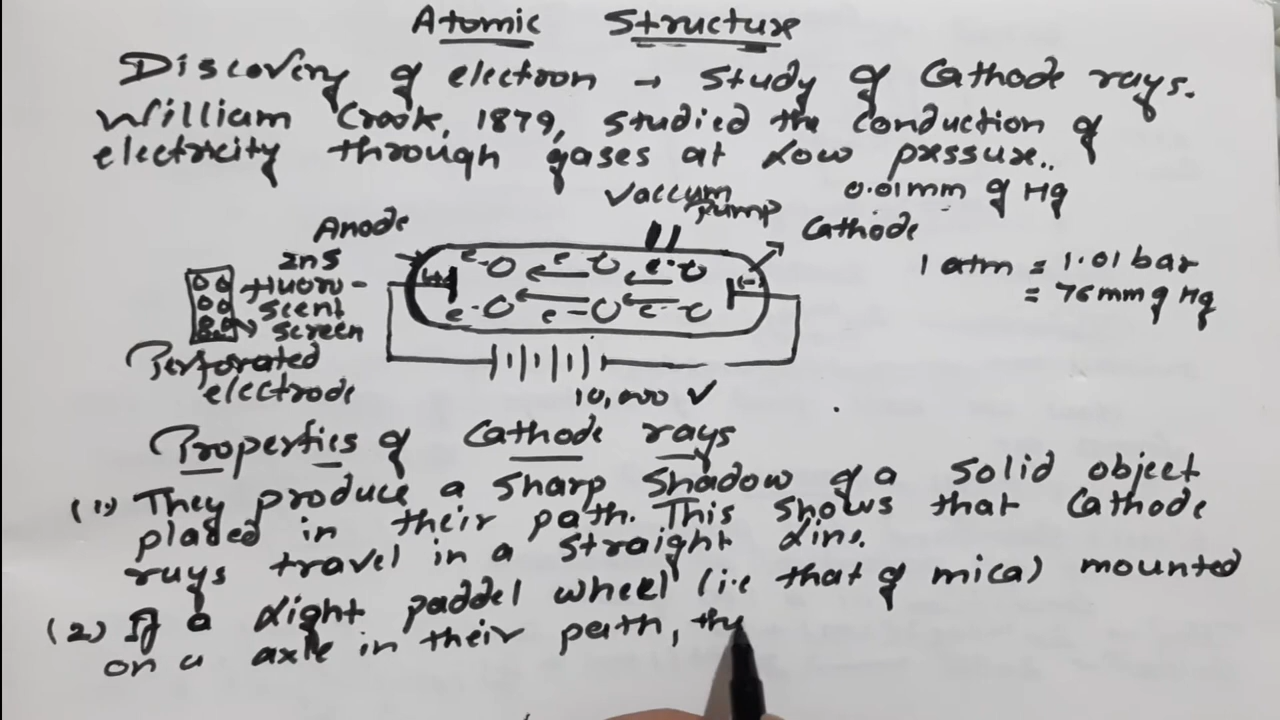 Atomic Structure
Discovery of electron → Study of Cathode rays.
William Crook, 1879, studied the conduction of
electricity through gases at low pressure..
0.01mm of Hg
Vaccum
pump
Anode
Cathode
ZnS
fluoro-
scent
screen
1 atm = 1.01 bar
= 76 mm of Hg
e- e- e-
e- e- e-
Perforated
electrode
10,000 V
Properties of Cathode rays
(1) They produce a sharp shadow of a solid object
placed in their path. This shows that Cathode
rays travel in a straight line.
(2) If a light paddel wheel (i.e that of mica) mounted
on a axle in their path, the